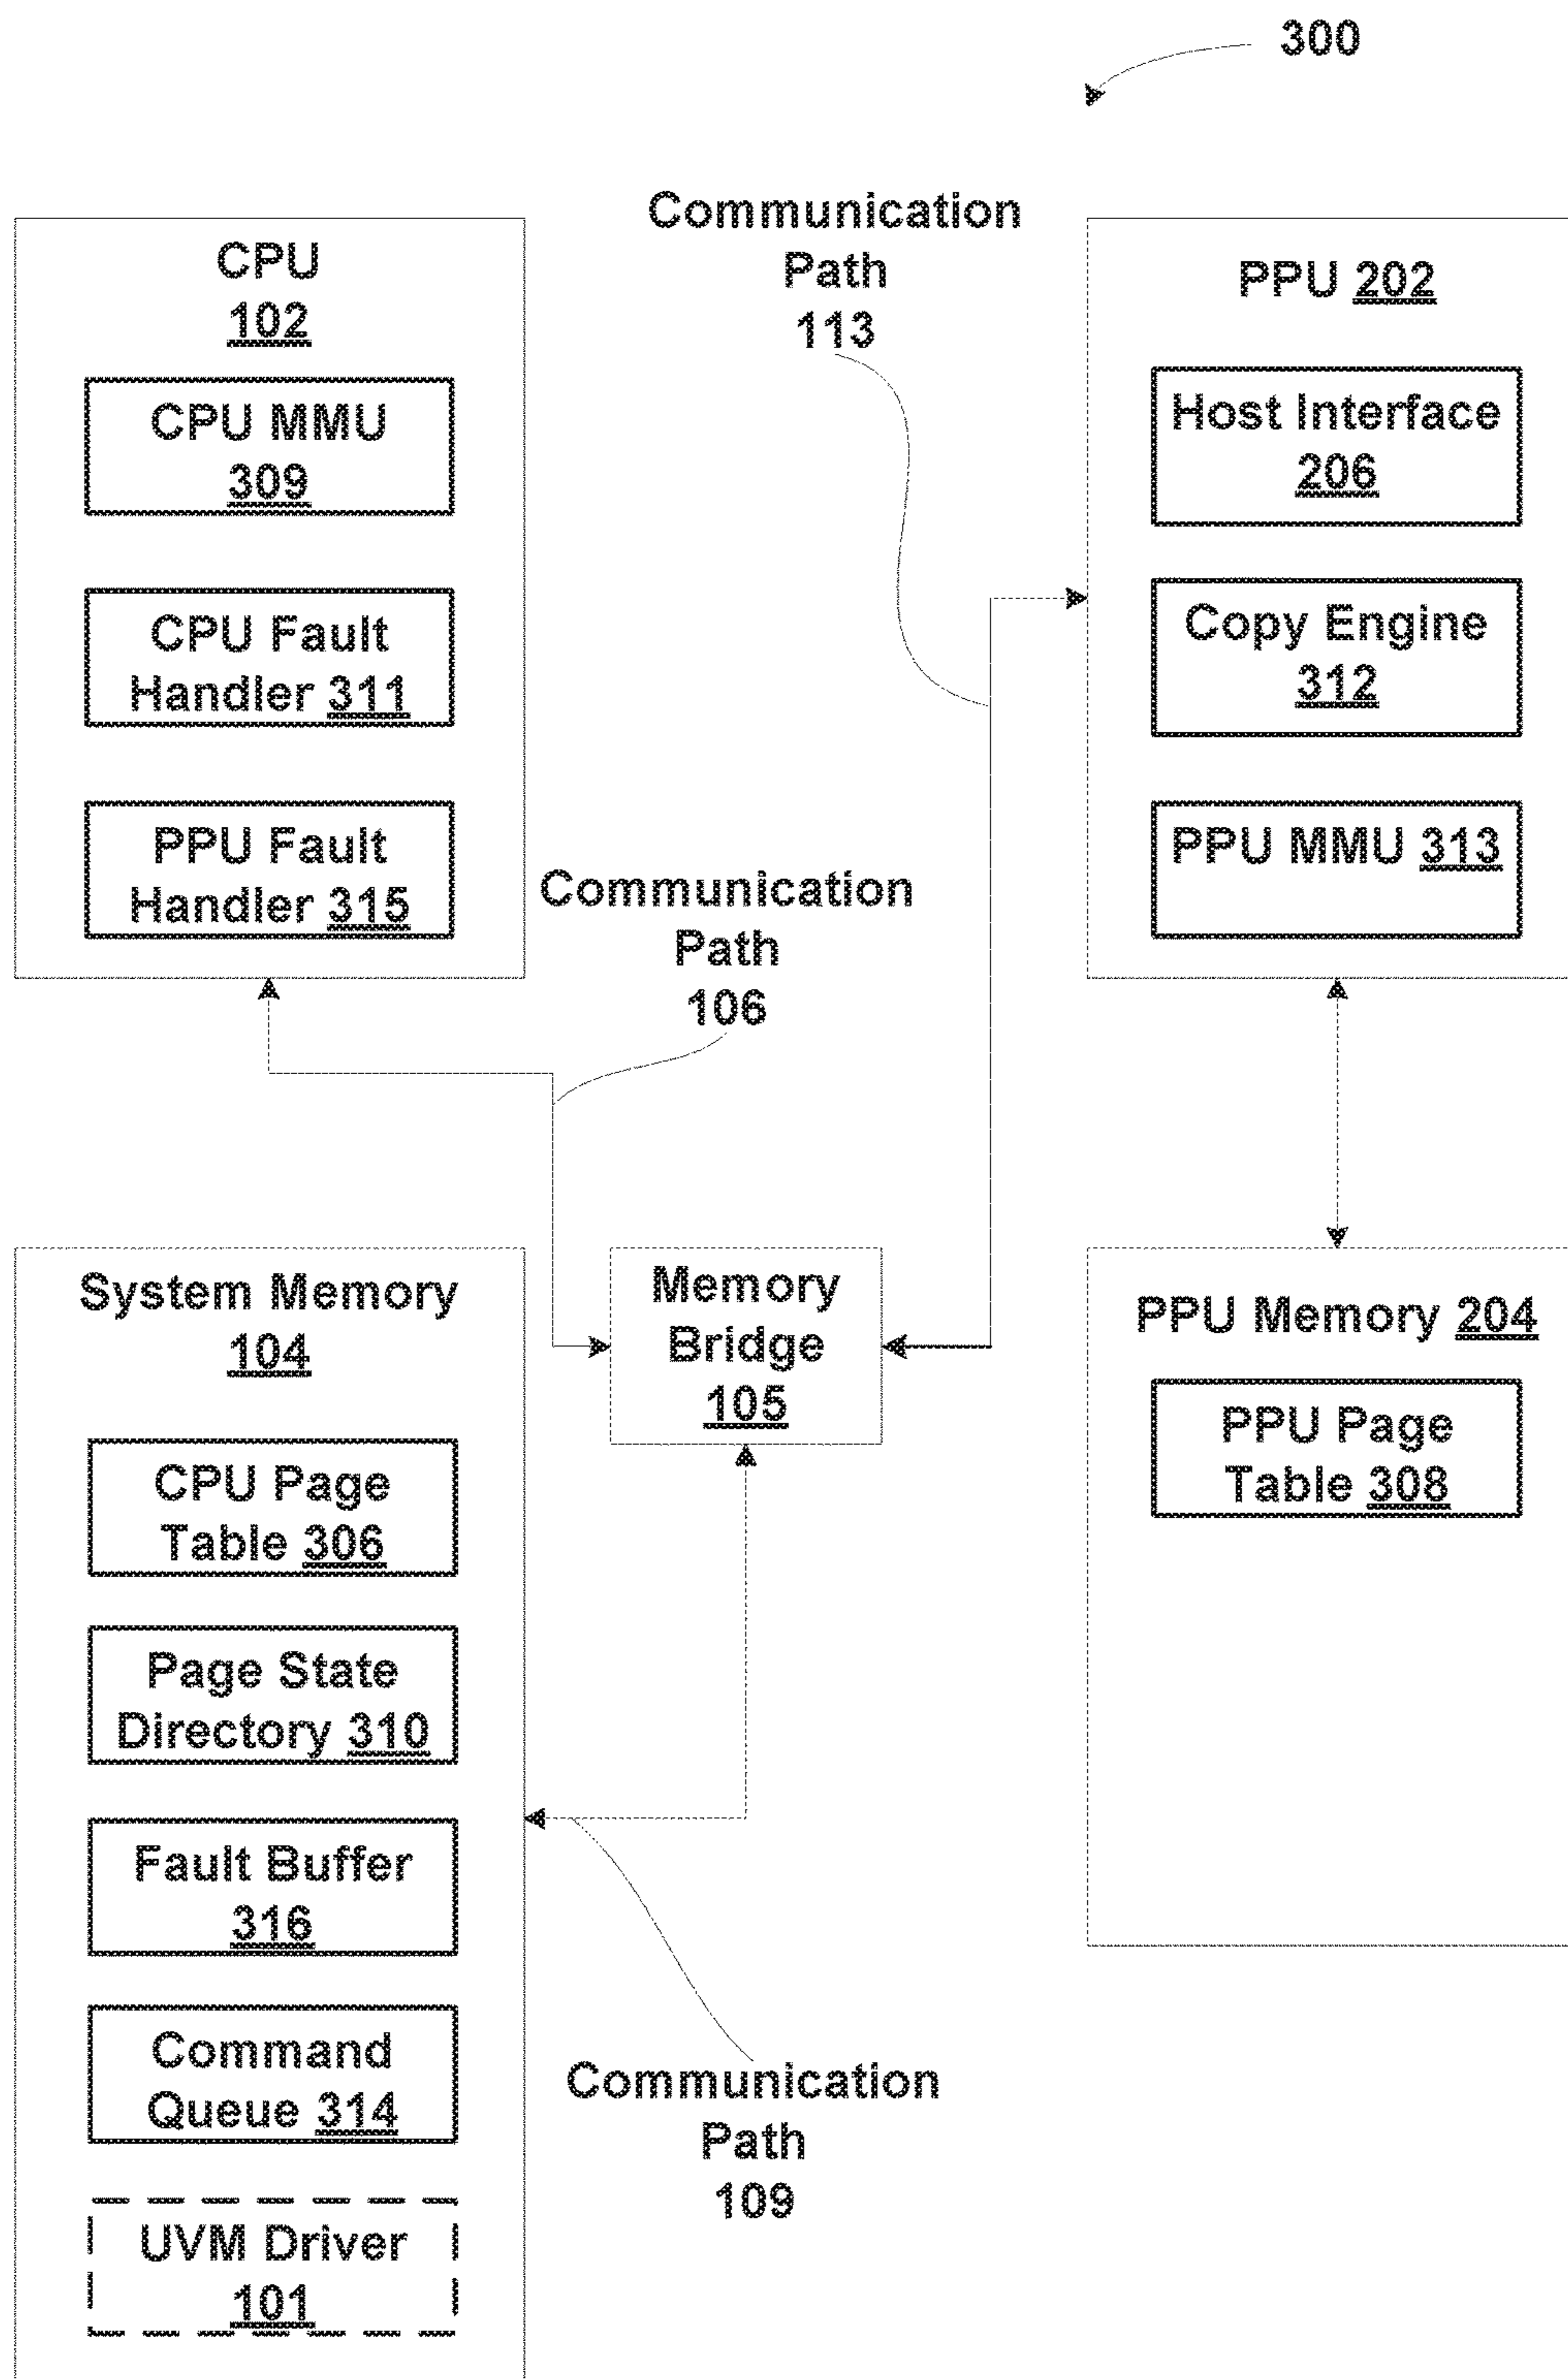 300
CPU
102
CPU MMU
309
CPU Fault
Handler 311
PPU Fault
Handler 315
Communication
Path
113
PPU 202
Host Interface
206
Copy Engine
312
PPU MMU 313
Communication
Path
106
System Memory
104
CPU Page
Table 306
Page State
Directory 310
Fault Buffer
316
Command
Queue 314
UVM Driver
101
Memory
Bridge
105
PPU Memory 204
PPU Page
Table 308
Communication
Path
109